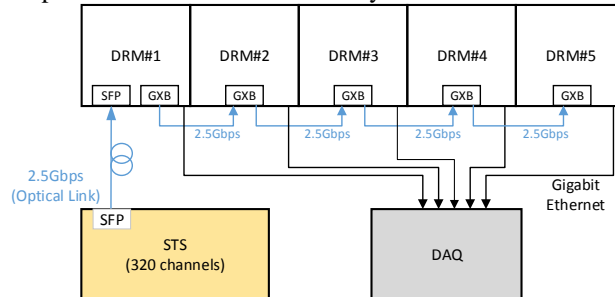 DRM#1 DRM#2 DRM#3 DRM#4 DRM#5
SFP GXB GXB GXB GXB GXB
2.5Gbps 2.5Gbps 2.5Gbps 2.5Gbps
2.5Gbps
(Optical Link)
Gigabit
Ethernet
SFP
STS
(320 channels)
DAQ